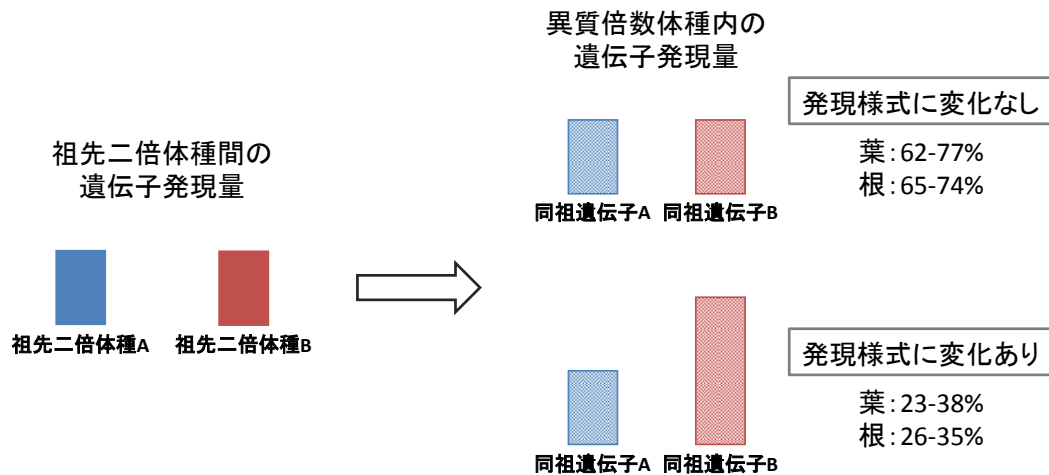 祖先二倍体種間の
遺伝子発現量
祖先二倍体種A
祖先二倍体種B
異質倍数体種内の
遺伝子発現量
同祖遺伝子A
同祖遺伝子B
発現様式に変化なし
葉:62-77%
根:65-74%
同祖遺伝子A
同祖遺伝子B
発現様式に変化あり
葉:23-38%
根:26-35%